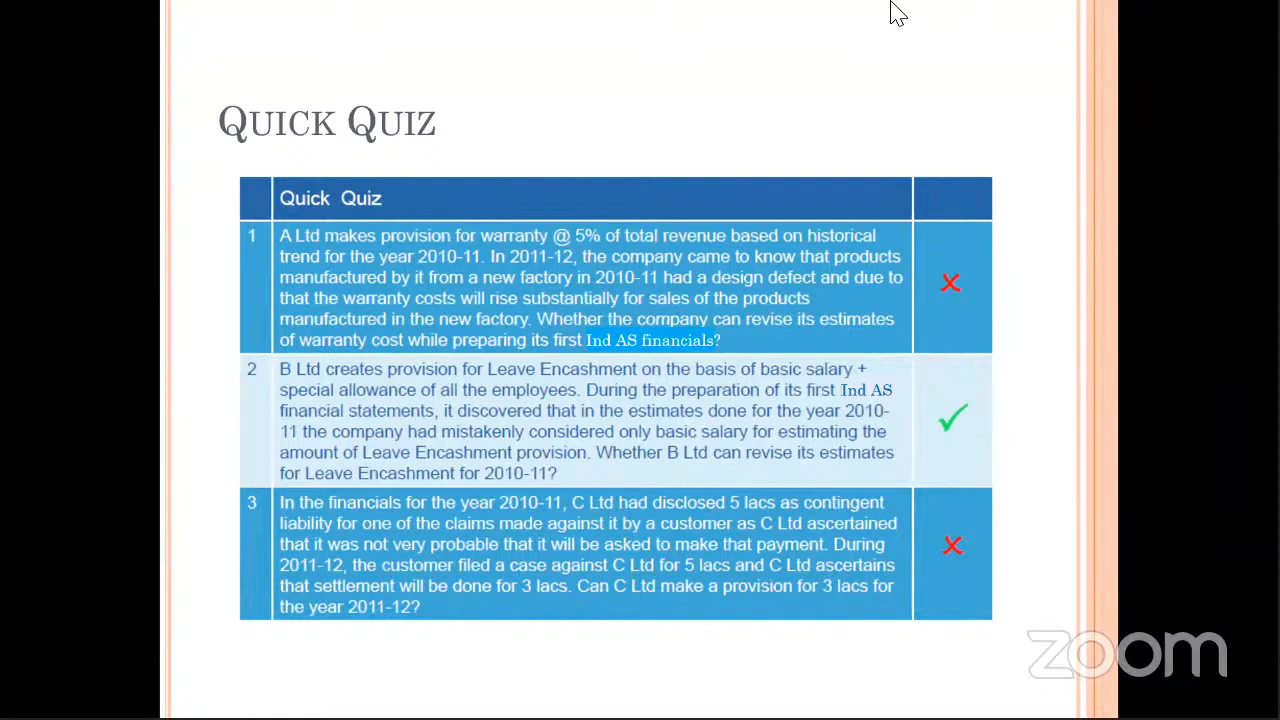 QUICK QUIZ
Quick Quiz
1 A Ltd makes provision for warranty @ 5% of total revenue based on historical
trend for the year 2010-11. In 2011-12, the company came to know that products
manufactured by it from a new factory in 2010-11 had a design defect and due to
that the warranty costs will rise substantially for sales of the products
manufactured in the new factory. Whether the company can revise its estimates
of warranty cost while preparing its first Ind AS financials?
2 B Ltd creates provision for Leave Encashment on the basis of basic salary +
special allowance of all the employees. During the preparation of its first Ind AS
financial statements, it discovered that in the estimates done for the year 2010-
11 the company had mistakenly considered only basic salary for estimating the
amount of Leave Encashment provision. Whether B Ltd can revise its estimates
for Leave Encashment for 2010-11?
3 In the financials for the year 2010-11, C Ltd had disclosed 5 lacs as contingent
liability for one of the claims made against it by a customer as C Ltd ascertained
that it was not very probable that it will be asked to make that payment. During
2011-12, the customer filed a case against C Ltd for 5 lacs and C Ltd ascertains
that settlement will be done for 3 lacs. Can C Ltd make a provision for 3 lacs for
the year 2011-12?
zoom